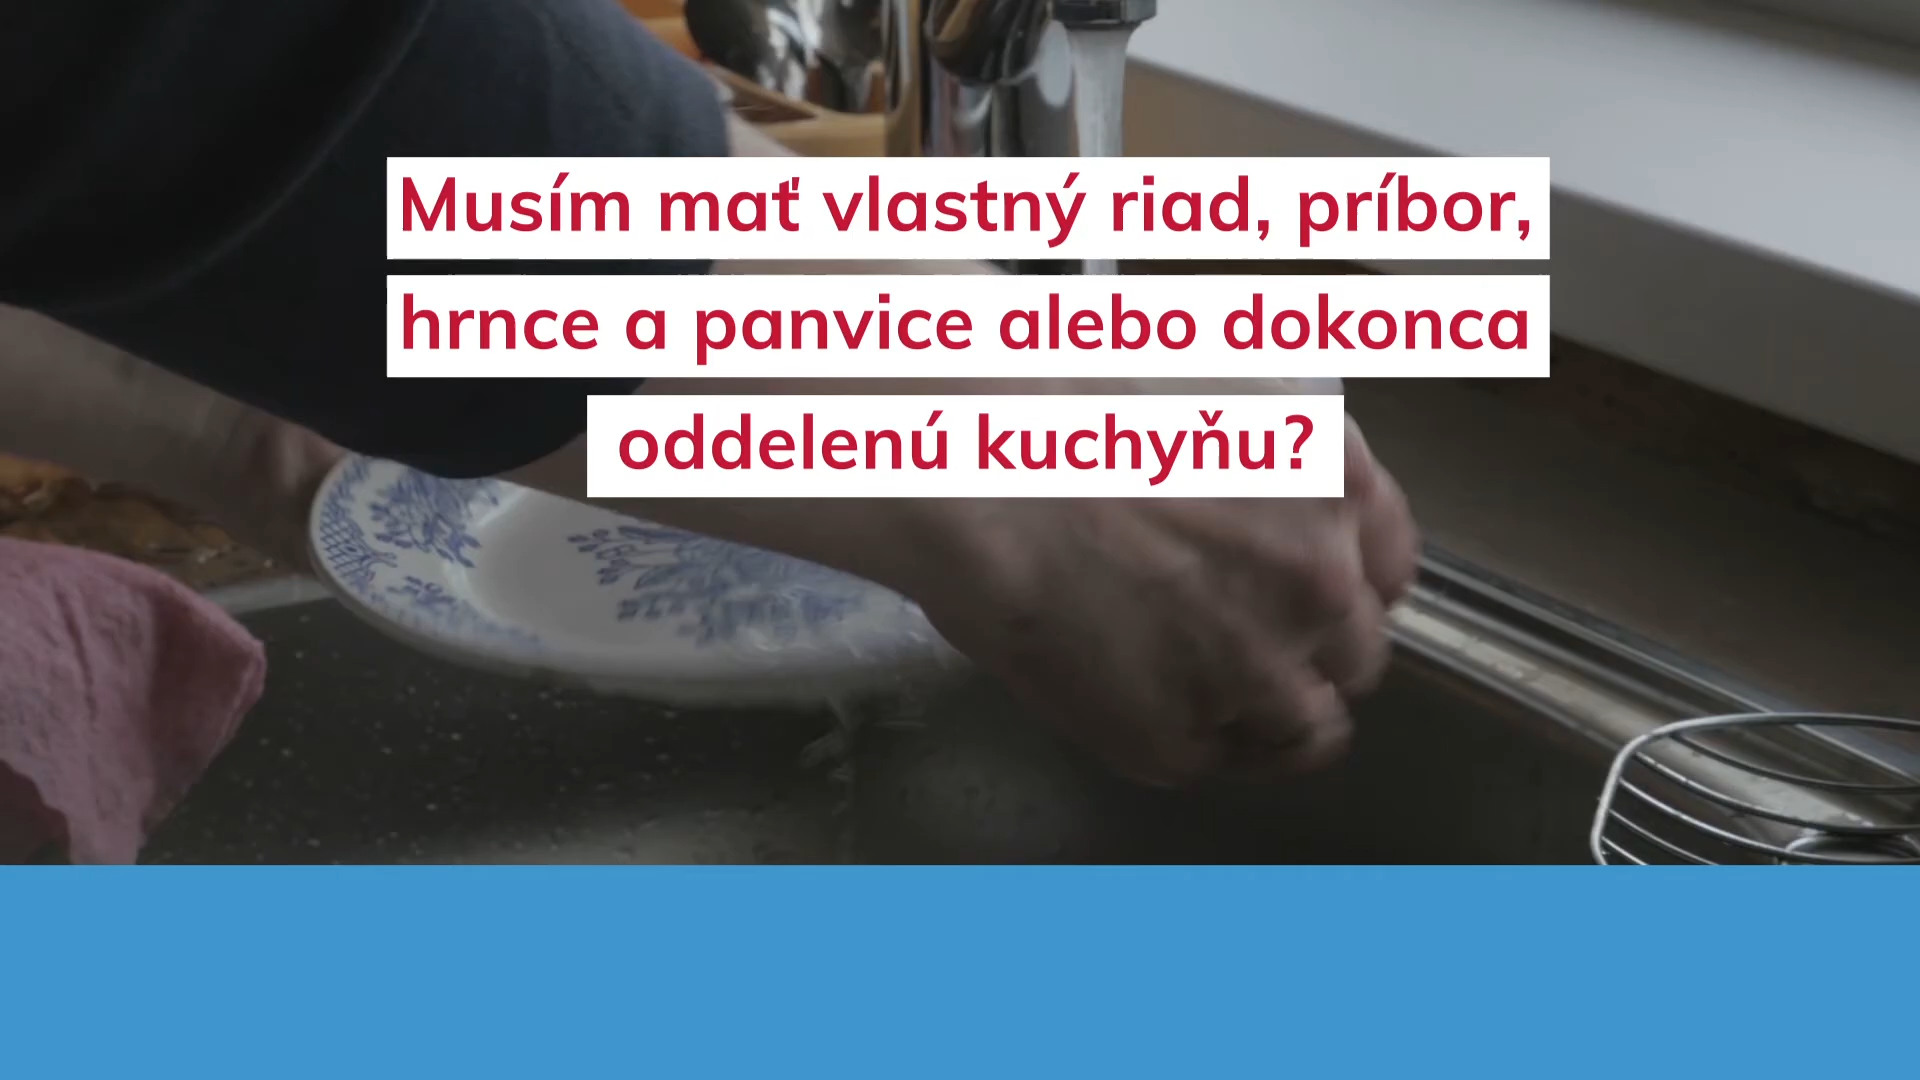 Musím mať vlastný riad, príbor,
hrnce a panvice alebo dokonca
oddelenú kuchyňu?